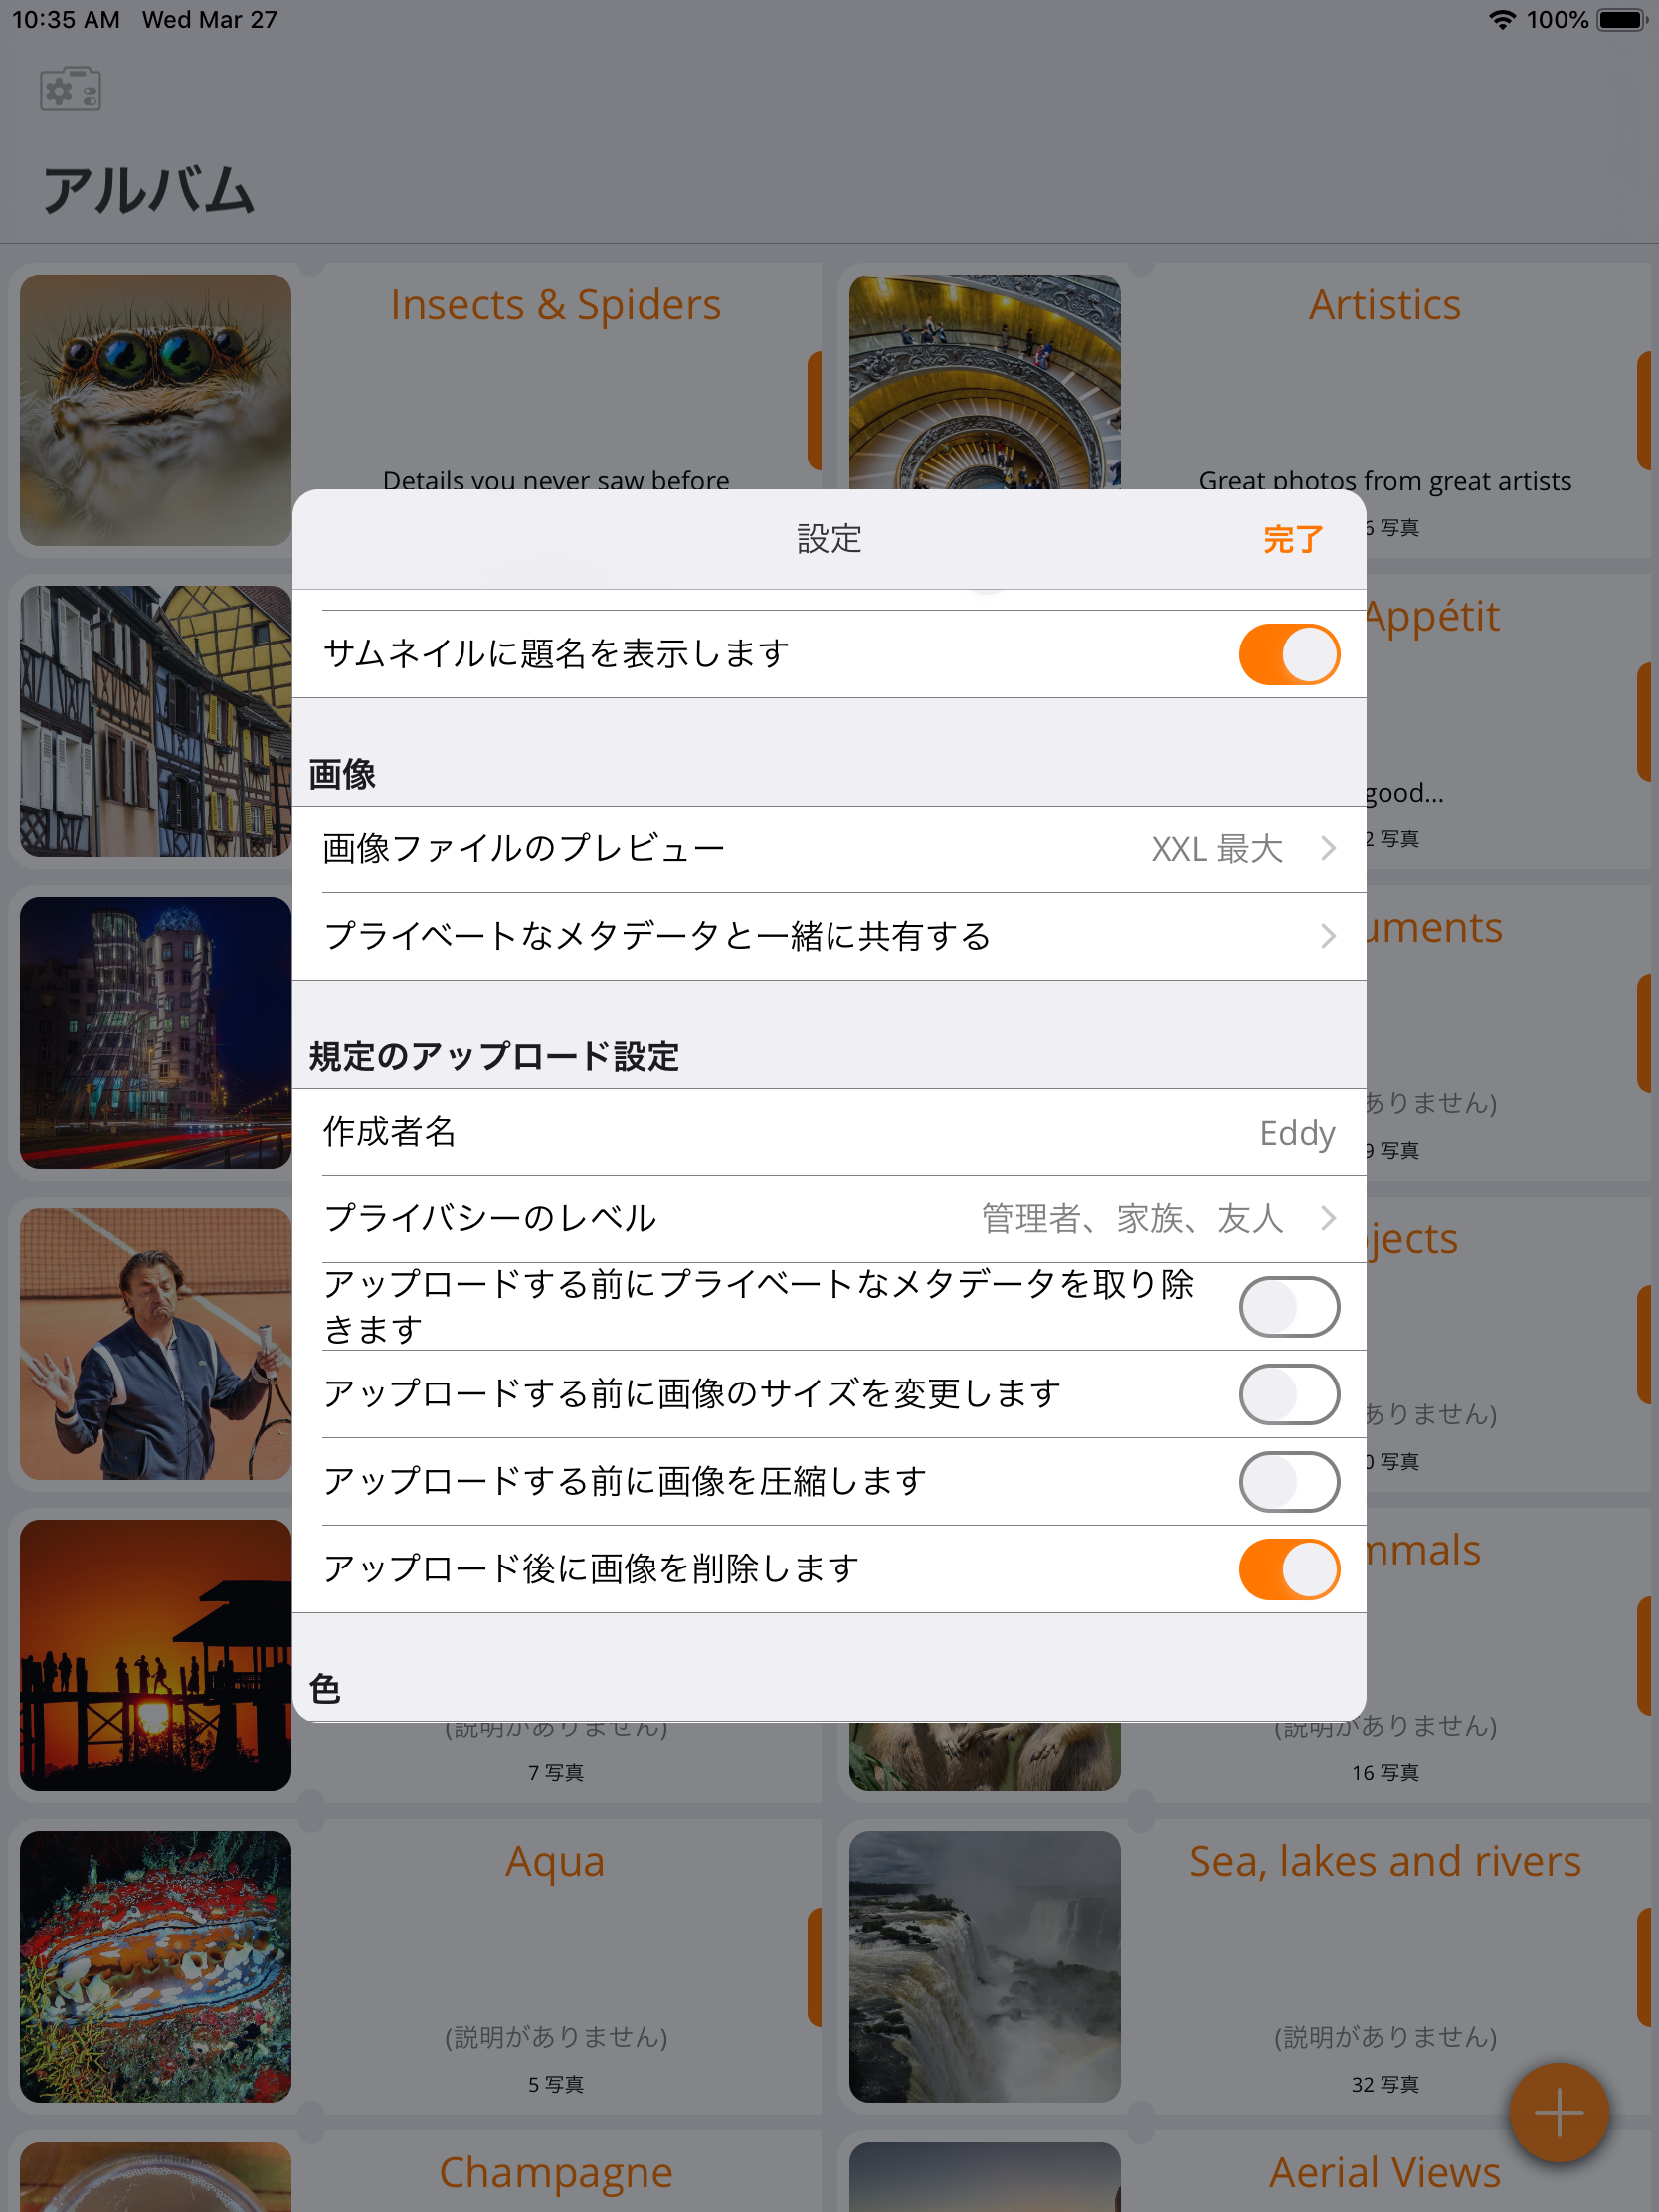 10:35 AM Wed Mar 27
100%
アルバム
Insects & Spiders
Details you never saw before
Artistics
Great photos from great artists
写真
設定
完了
サムネイルに題名を表示します
画像
画像ファイルのプレビュー
XXL 最大
プライベートなメタデータと一緒に共有する
規定のアップロード設定
作成者名
Eddy
プライバシーのレベル
管理者、家族、友人
アップロードする前にプライベートなメタデータを取り除
きます
アップロードする前に画像のサイズを変更します
アップロードする前に画像を圧縮します
アップロード後に画像を削除します
色
Appétit
good...
2 写真
uments
ありません)
9 写真
jects
ありません)
0 写真
mmals
(説明がありません)
7 写真
(説明がありません)
16 写真
Aqua
(説明がありません)
5 写真
Sea, lakes and rivers
(説明がありません)
32 写真
Champagne
Aerial Views